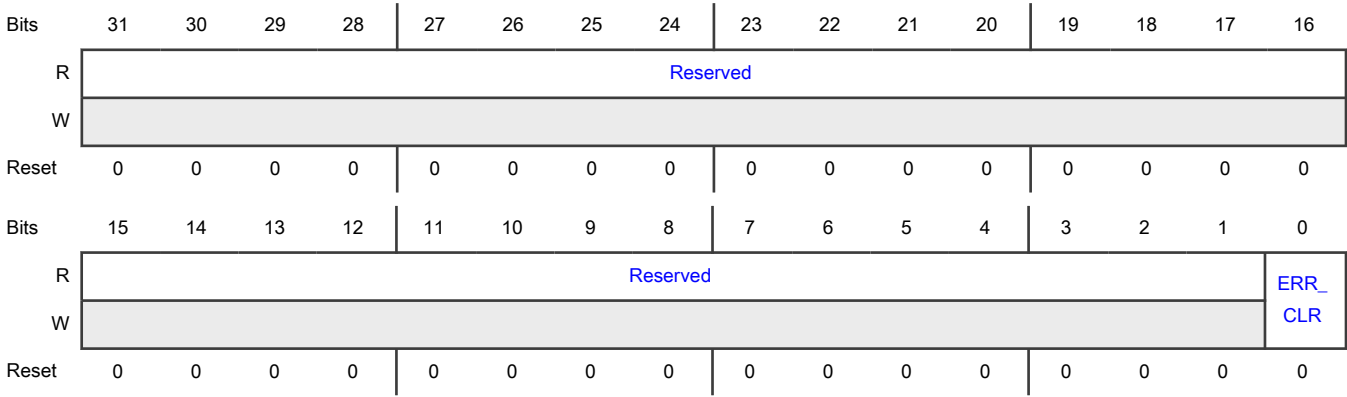 Bits 31 30 29 28 27 26 25 24 23 22 21 20 19 18 17 16
R Reserved
W
Reset 0 0 0 0 0 0 0 0 0 0 0 0 0 0 0 0
Bits 15 14 13 12 11 10 9 8 7 6 5 4 3 2 1 0
R Reserved ERR_
W CLR
Reset 0 0 0 0 0 0 0 0 0 0 0 0 0 0 0 0